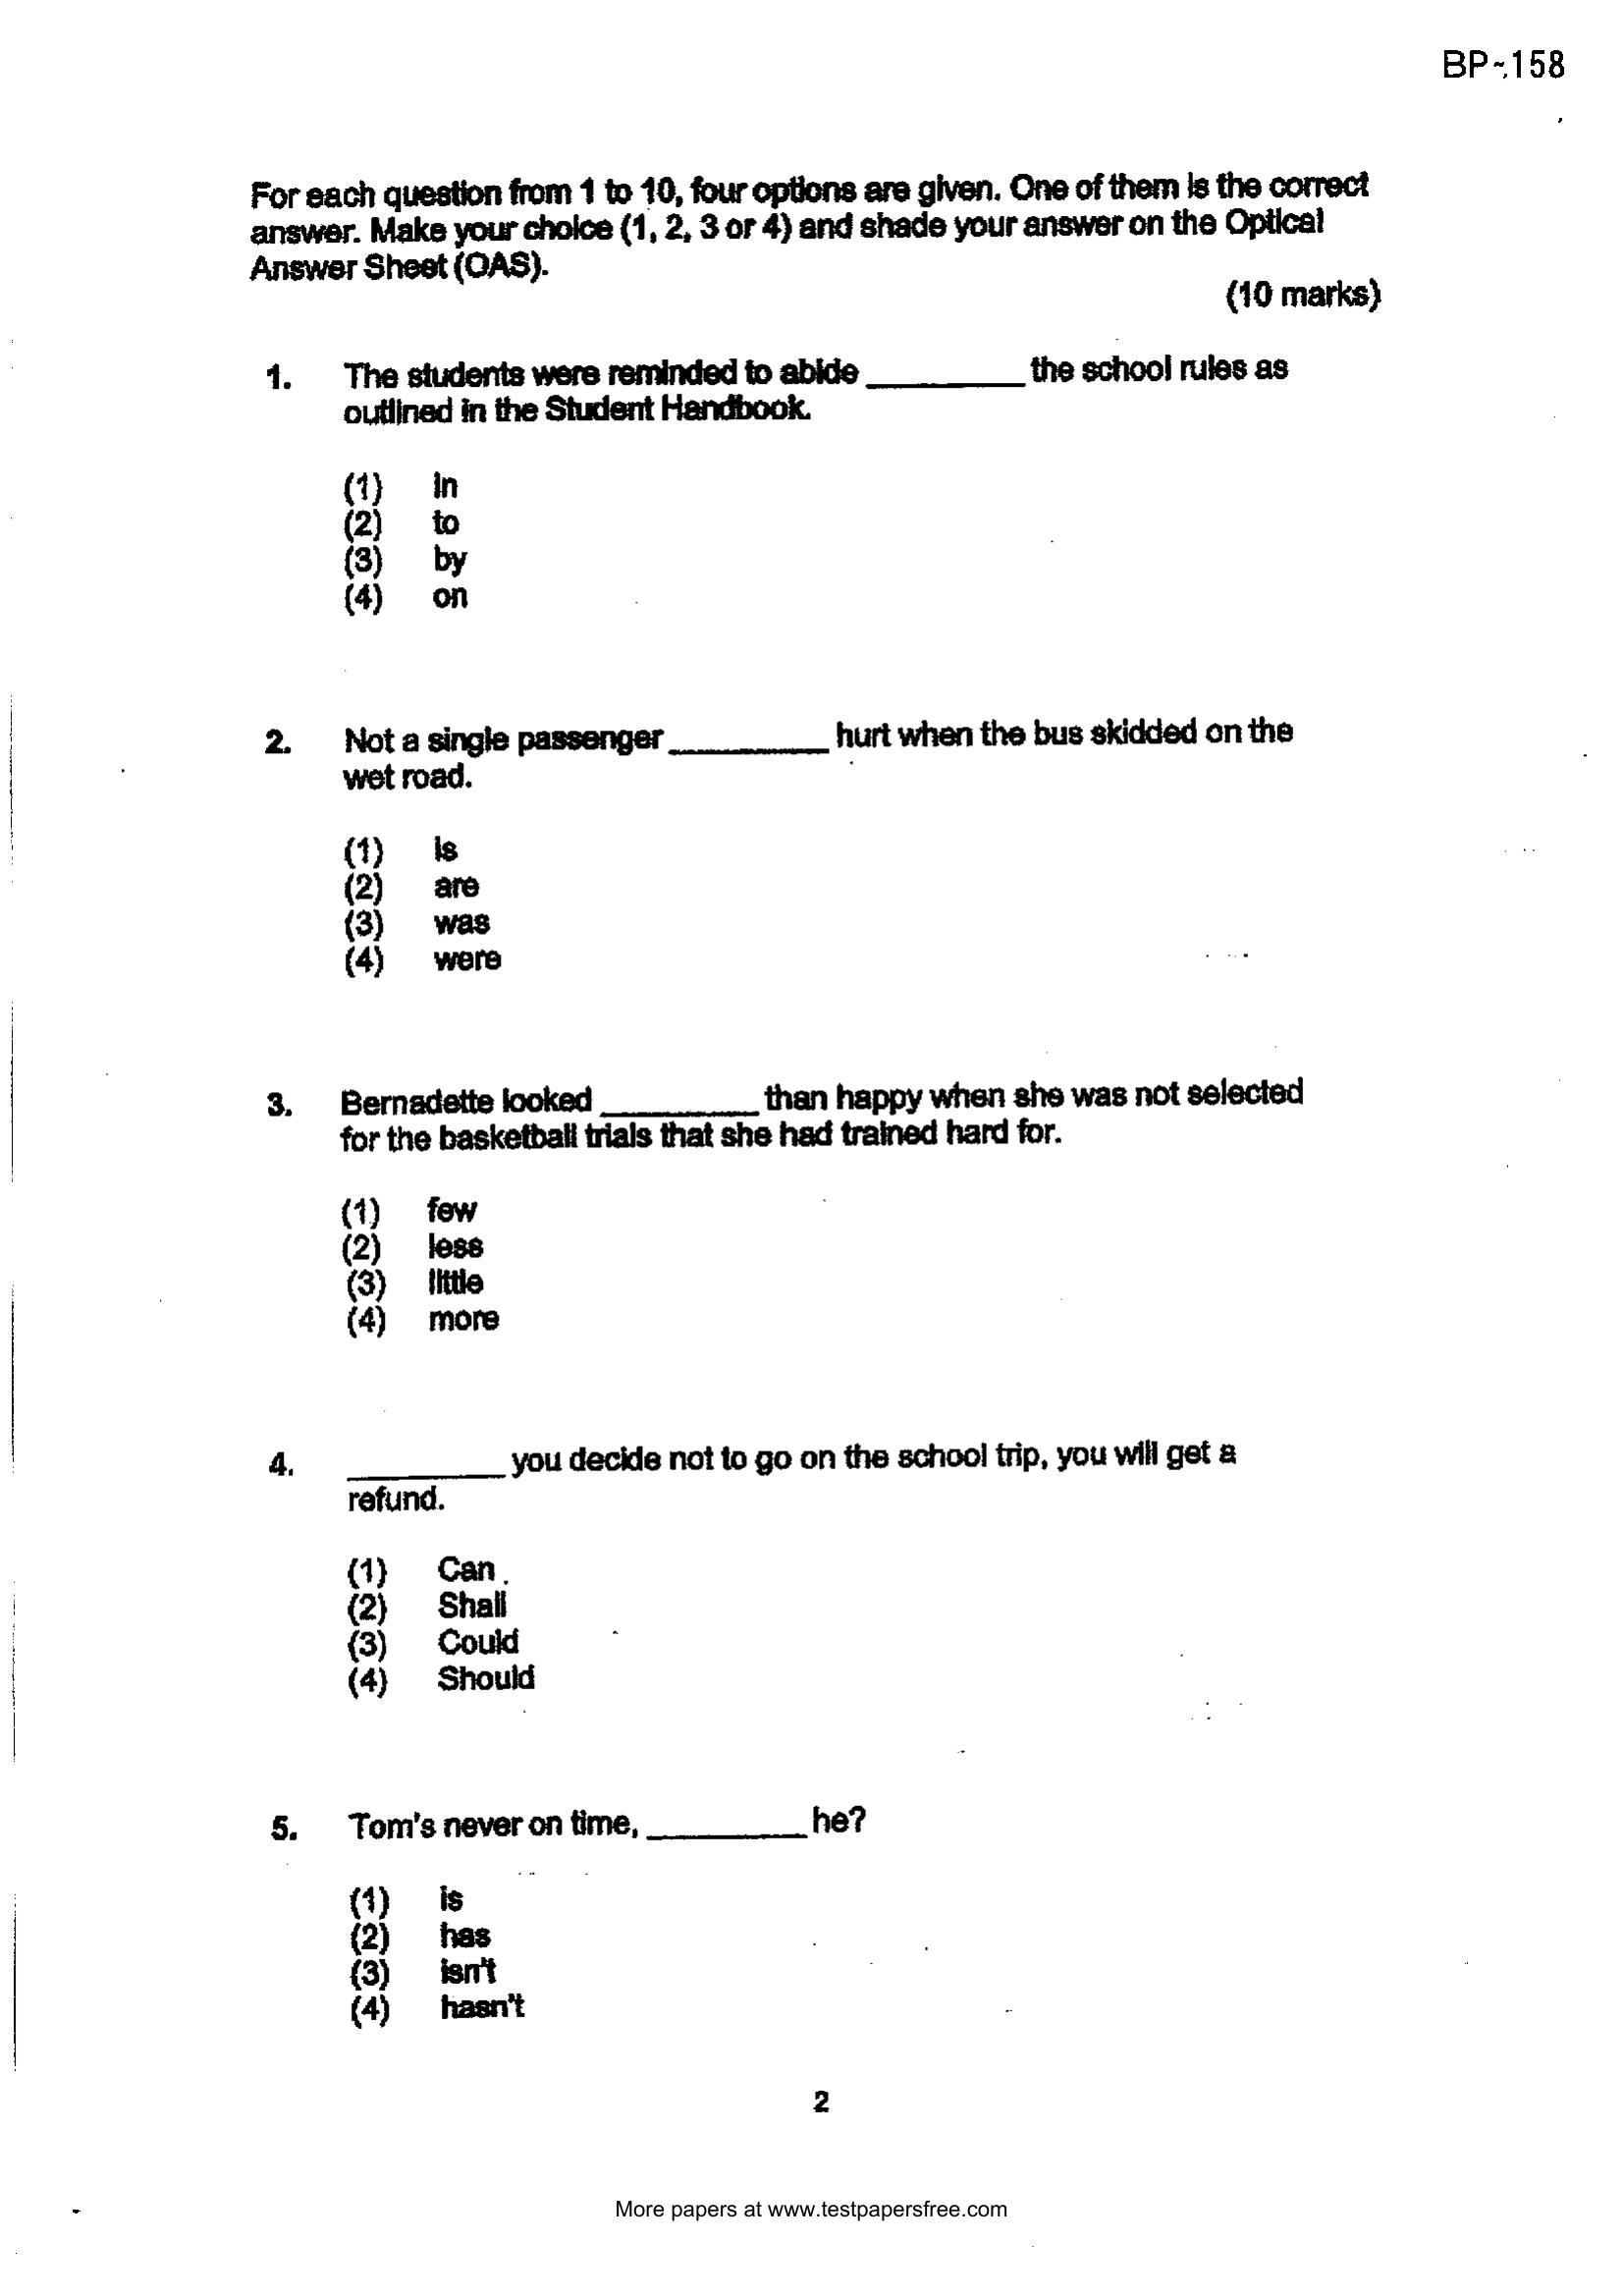 BP~158
For each question from 1 to 10, four options are given. One of them is the correct
answer. Make your choice (1, 2, 3 or 4) and shade your answer on the Optical
Answer Sheet (OAS).
(10 marks)
1. The students were reminded to abide ________ the school rules as
outlined in the Student Handbook.
(1) in
(2) to
(3) by
(4) on
2. Not a single passenger ________ hurt when the bus skidded on the
wet road.
(1) is
(2) are
(3) was
(4) were
3. Bernadette looked ________ than happy when she was not selected
for the basketball trials that she had trained hard for.
(1) few
(2) less
(3) little
(4) more
4. ________ you decide not to go on the school trip, you will get a
refund.
(1) Can
(2) Shall
(3) Could
(4) Should
5. Tom's never on time, ________ he?
(1) is
(2) has
(3) isn't
(4) hasn't
2
More papers at www.testpapersfree.com